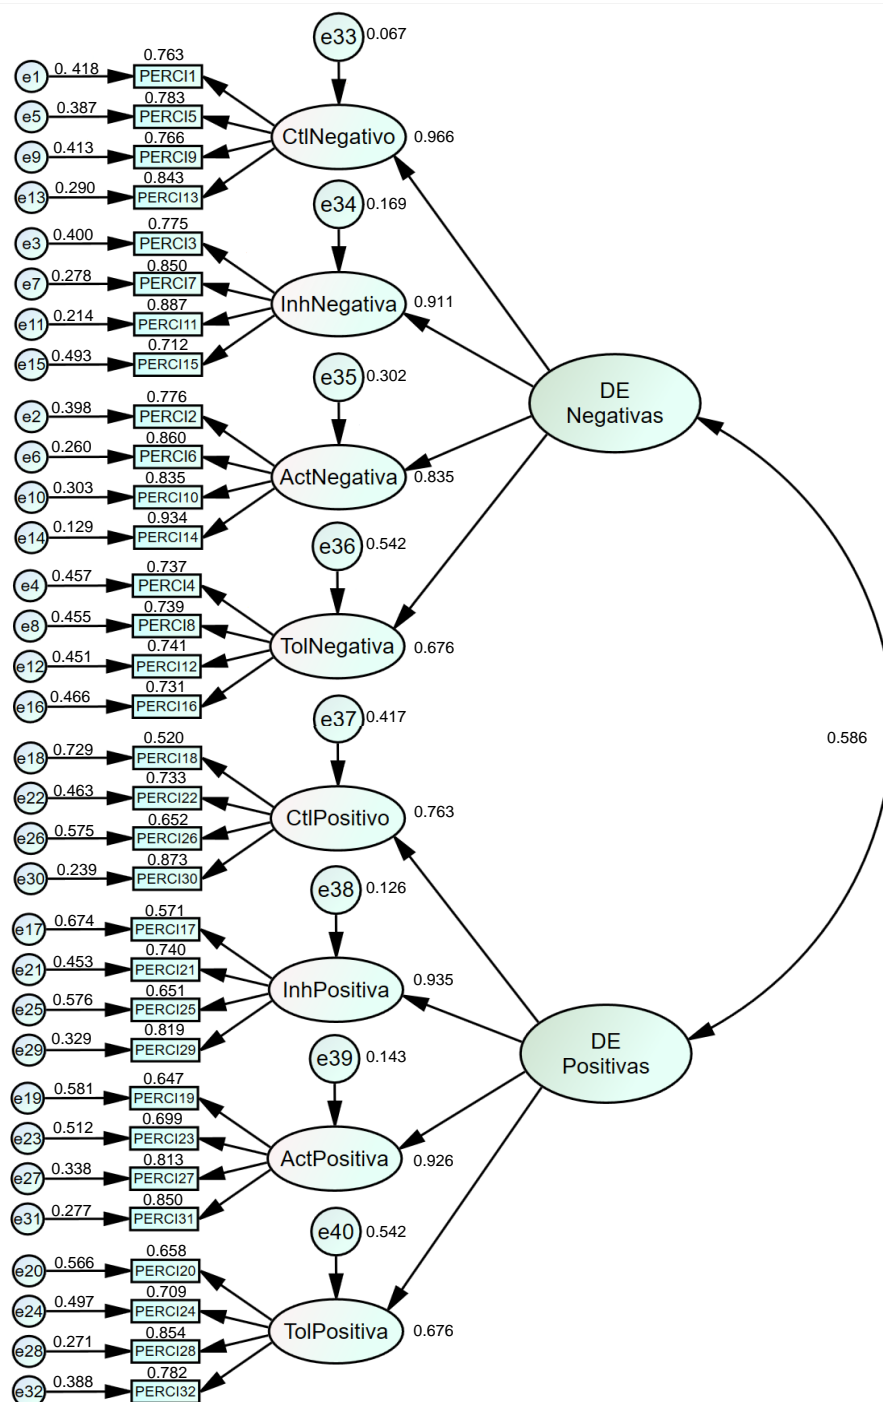 e33 0.067
0.763
e1 0. 418 PERCI1
0.783
e5 0.387 PERCI5
CtlNegativo 0.966
0.766
e9 0.413 PERCI9
0.843
e13 0.290 PERCI13
e34 0.169
0.775
e3 0.400 PERCI3
0.850
e7 0.278 PERCI7
InhNegativa 0.911
0.887
e11 0.214 PERCI11
0.712
e15 0.493 PERCI15
e35 0.302
DE
Negativas
0.776
e2 0.398 PERCI2
0.860
e6 0.260 PERCI6
ActNegativa 0.835
0.835
e10 0.303 PERCI10
0.934
e14 0.129 PERCI14
e36 0.542
0.737
e4 0.457 PERCI4
0.739
e8 0.455 PERCI8
TolNegativa 0.676
0.741
e12 0.451 PERCI12
0.731
e16 0.466 PERCI16
e37 0.417
0.586
0.520
e18 0.729 PERCI18
0.733
e22 0.463 PERCI22
CtlPositivo 0.763
0.652
e26 0.575 PERCI26
0.873
e30 0.239 PERCI30
e38 0.126
0.571
e17 0.674 PERCI17
0.740
e21 0.453 PERCI21
InhPositiva 0.935
0.651
e25 0.576 PERCI25
0.819
e29 0.329 PERCI29
DE
Positivas
e39 0.143
0.647
e19 0.581 PERCI19
0.699
e23 0.512 PERCI23
ActPositiva 0.926
0.813
e27 0.338 PERCI27
0.850
e31 0.277 PERCI31
e40 0.542
0.658
e20 0.566 PERCI20
0.709
e24 0.497 PERCI24
TolPositiva 0.676
0.854
e28 0.271 PERCI28
0.782
e32 0.388 PERCI32